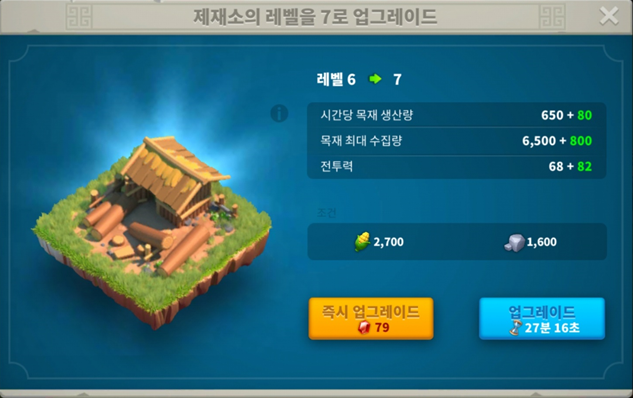 제재소의 레벨을 7로 업그레이드
레벨 6 7
시간당 목재 생산량 650 + 80
목재 최대 수집량 6,500 + 800
전투력 68 + 82
조건
2,700 1,600
즉시 업그레이드 업그레이드
79 27분 16초